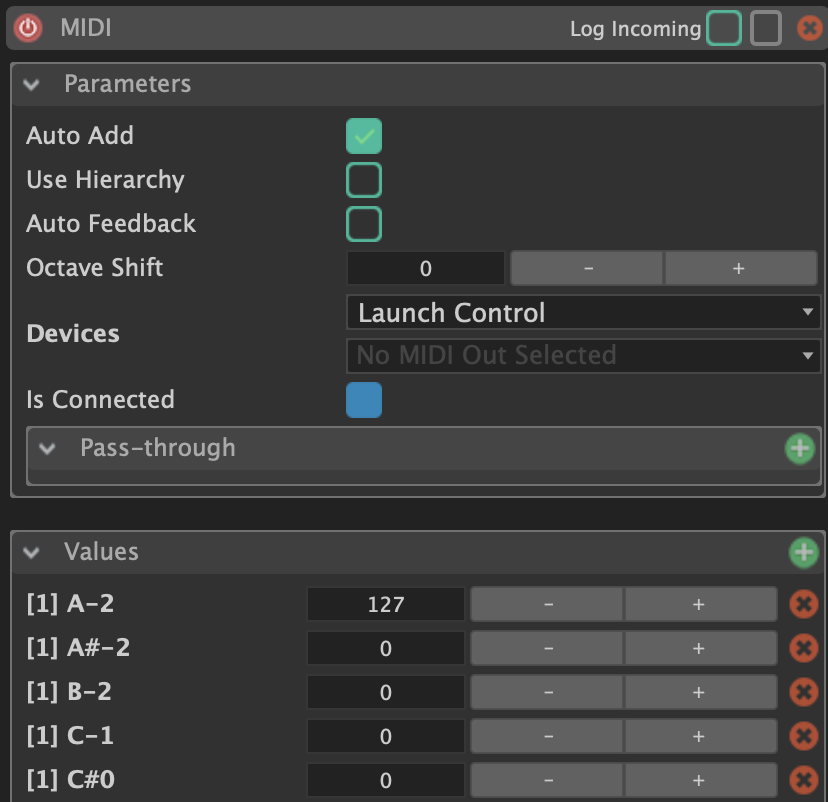 MIDI Log Incoming
Parameters
Auto Add
Use Hierarchy
Auto Feedback
Octave Shift 0 - +
Devices Launch Control
No MIDI Out Selected
Is Connected
Pass-through
Values
[1] A-2 127 - +
[1] A#-2 0 - +
[1] B-2 0 - +
[1] C-1 0 - +
[1] C#0 0 - +